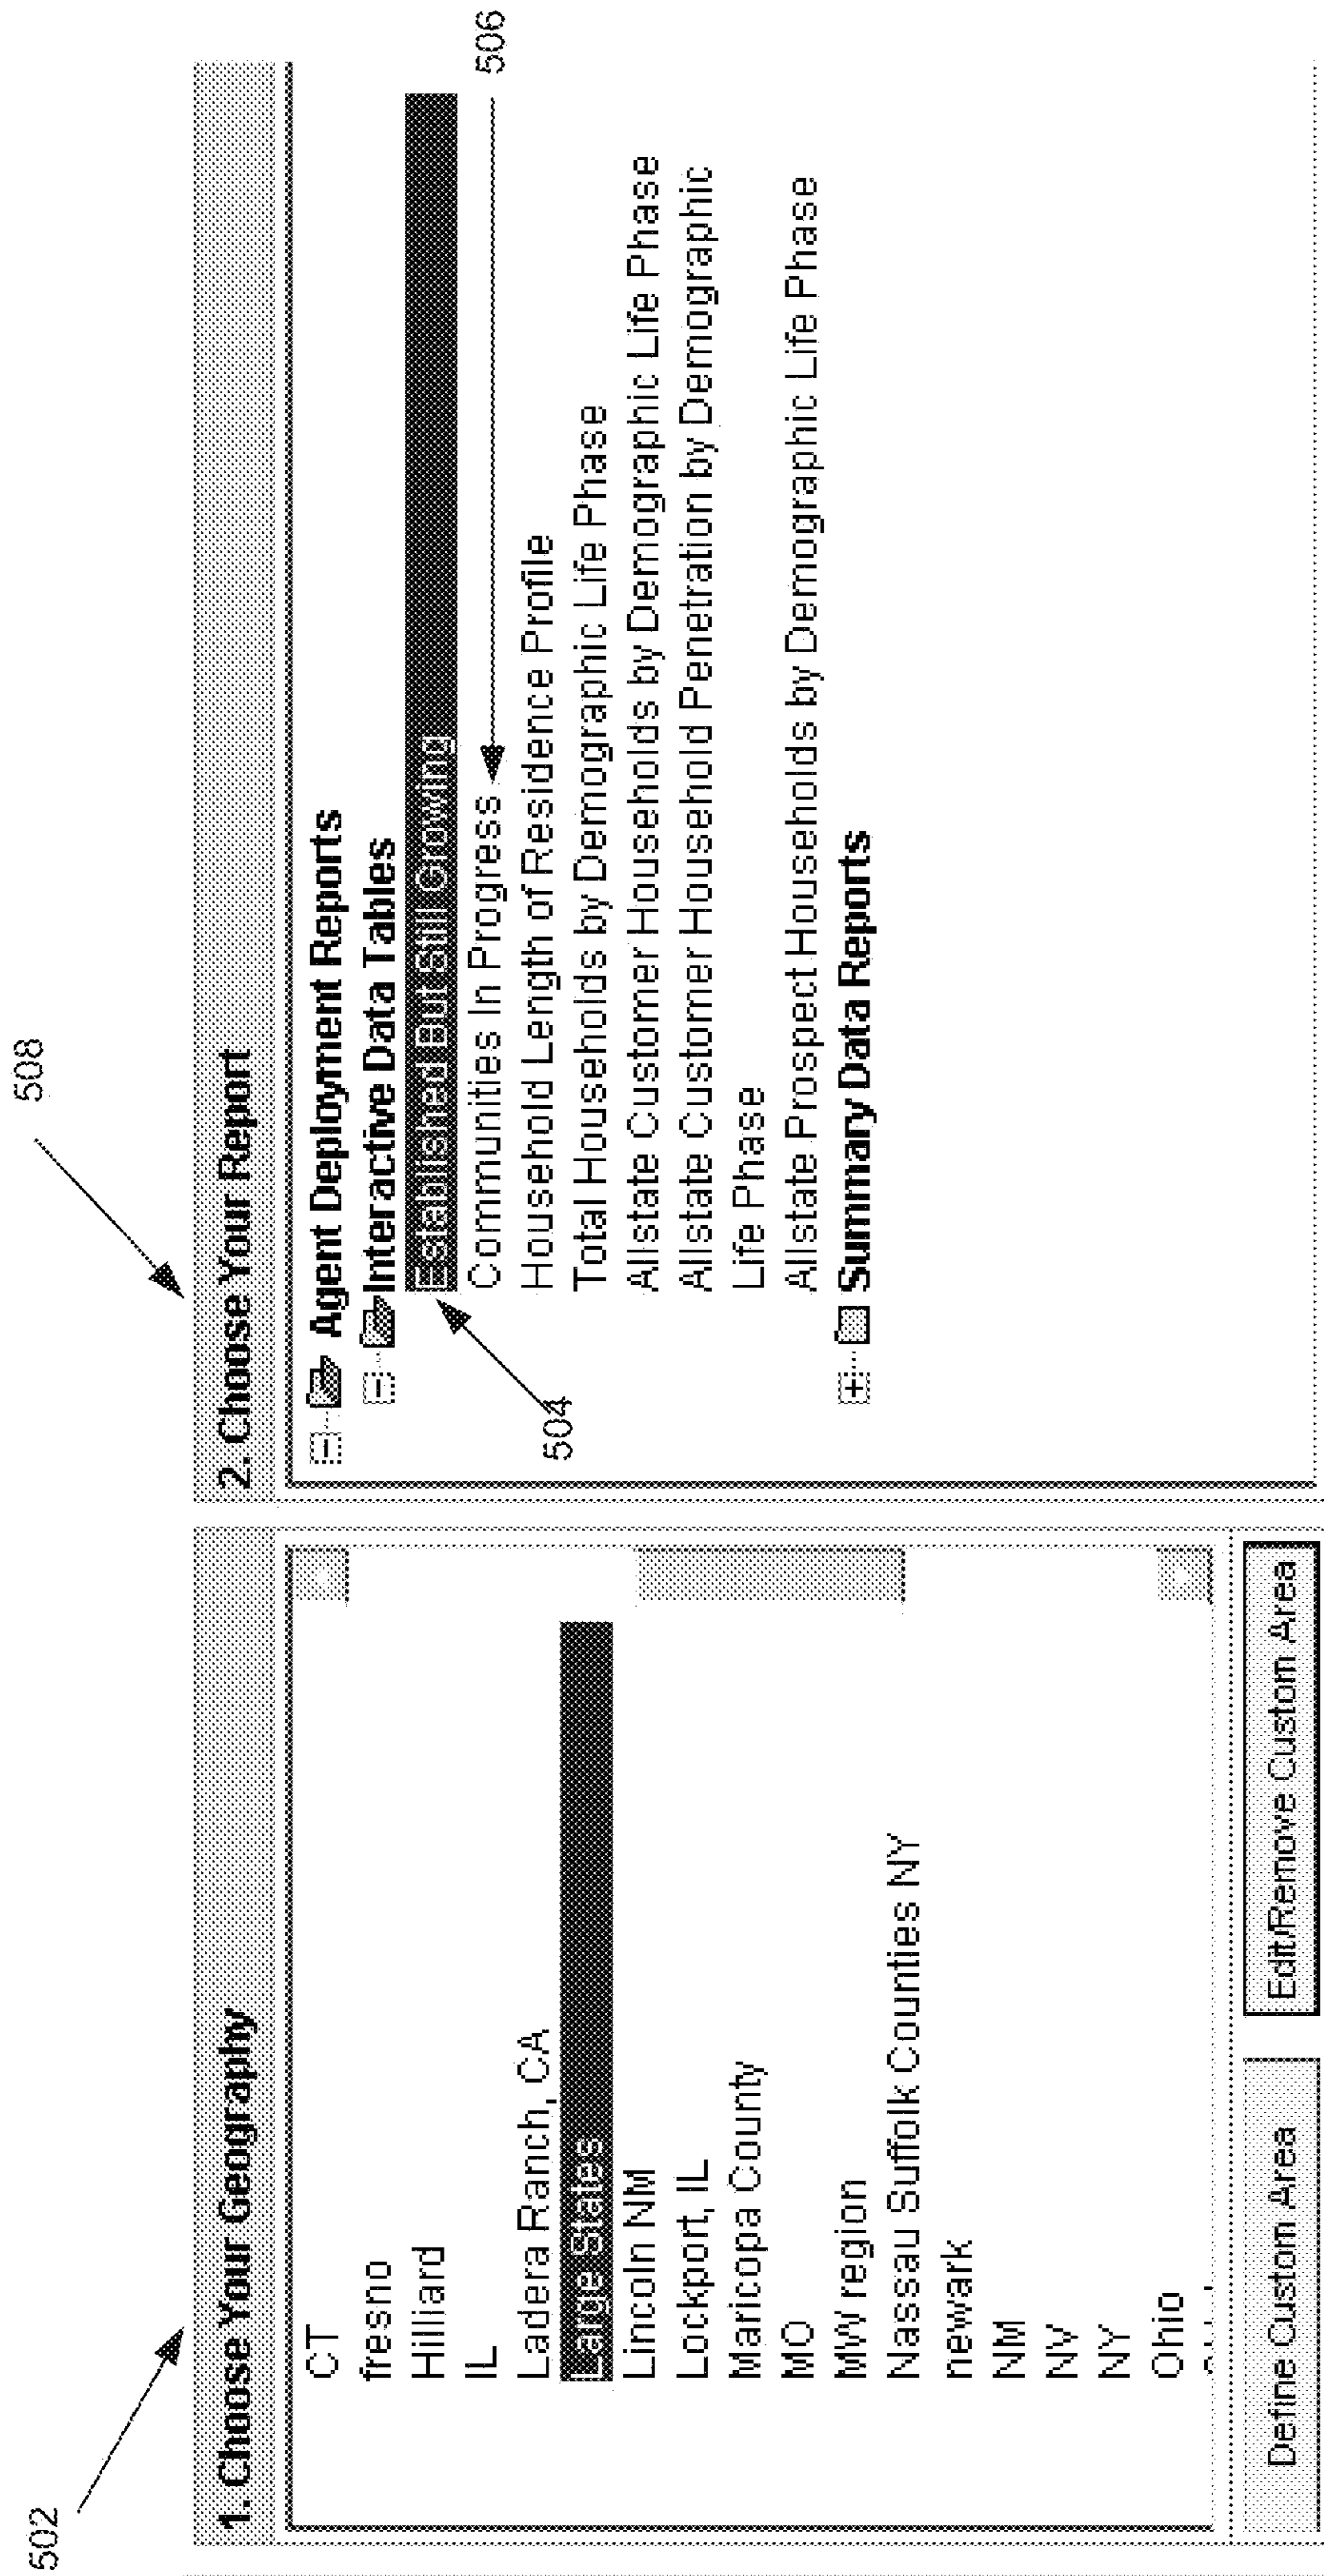 502
1. Choose Your Geography
CT
fresno
Hilliard
IL
Ladera Ranch, CA
Large States
Lincoln NM
Lockport, IL
Maricopa County
MO
MW region
Nassau Suffolk Counties NY
newark
NM
NV
NY
Ohio
Define Custom Area
Edit/Remove Custom Area
508
2. Choose Your Report
Agent Deployment Reports
Interactive Data Tables
Established But Still Growing
Communities In Progress
Household Length of Residence Profile
Total Households by Demographic Life Phase
Allstate Customer Households by Demographic Life Phase
Allstate Customer Household Penetration by Demographic
Life Phase
Allstate Prospect Households by Demographic Life Phase
Summary Data Reports
504
506